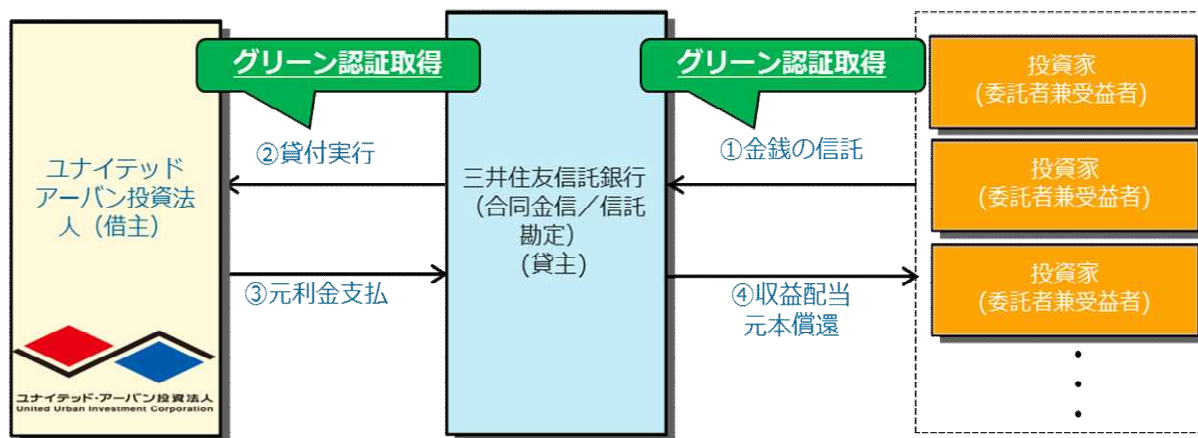 グリーン認証取得
グリーン認証取得
ユナイテッド
アーバン投資法
人（借主）
②貸付実行
③元利金支払
三井住友信託銀行
(合同金信／信託
勘定)
(貸主)
①金銭の信託
④収益配当
元本償還
投資家
(委託者兼受益者)
投資家
(委託者兼受益者)
投資家
(委託者兼受益者)
ユナイテッド・アーバン投資法人
United Urban Investment Corporation